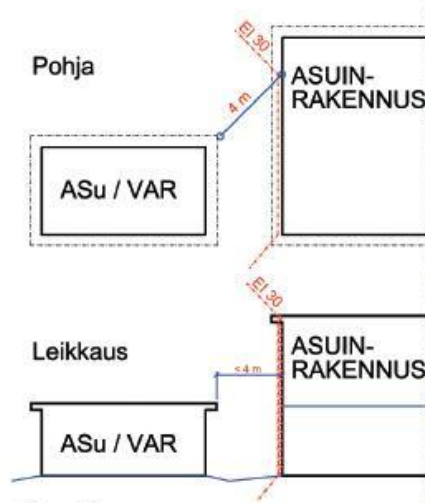 Pohja
EI 30
ASUIN-
RAKENNUS
4 m
ASu / VAR
EI 30
Leikkaus
ASUIN-
RAKENNUS
<4 m
ASu / VAR